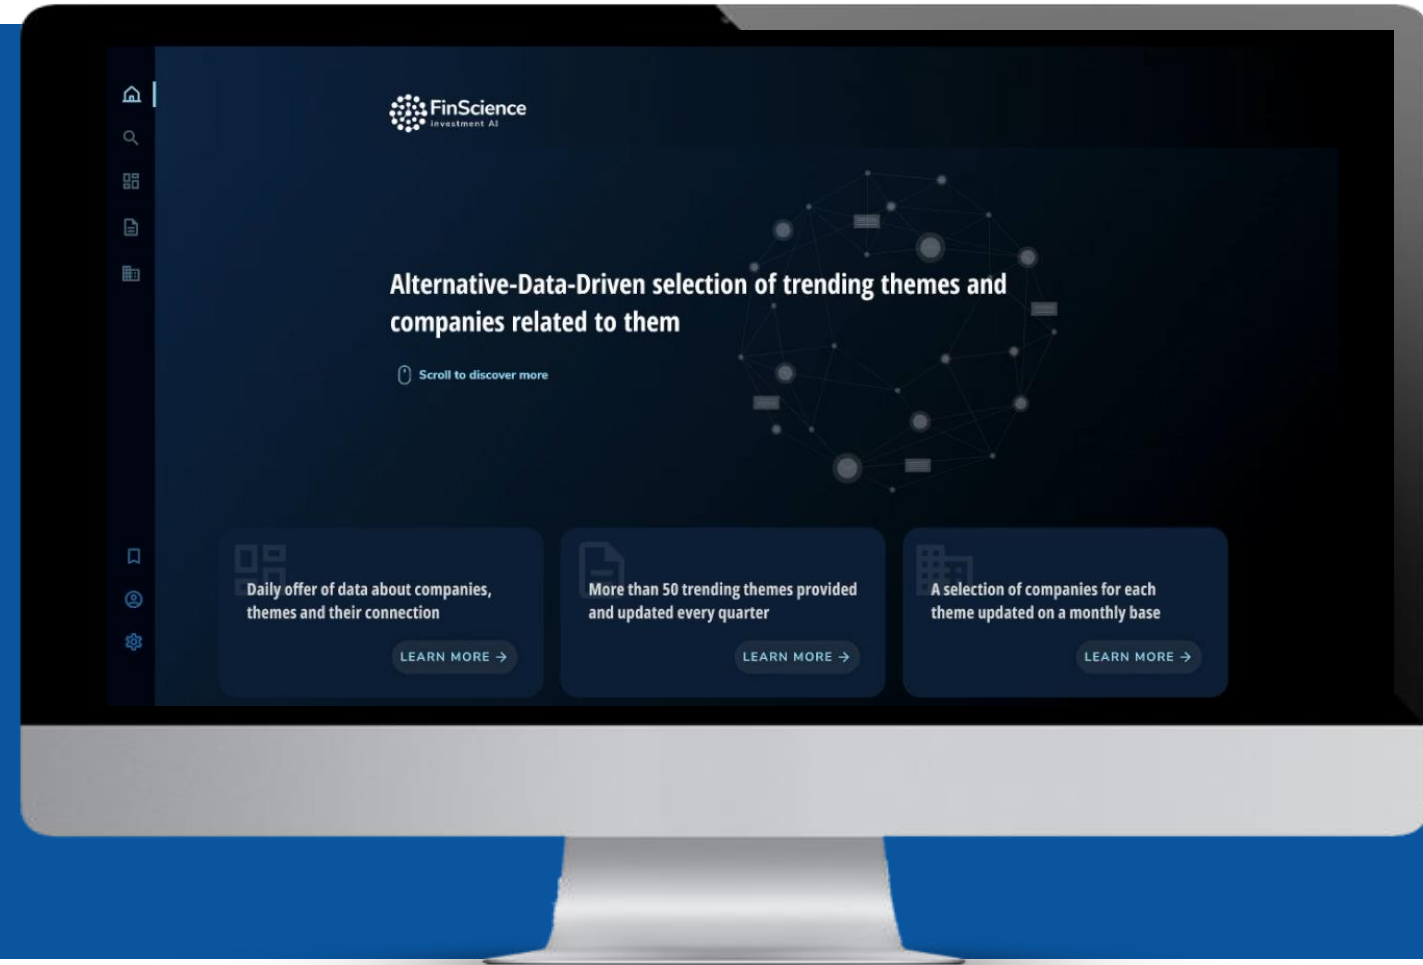 FinScience
investment AI
Alternative-Data-Driven selection of trending themes and
companies related to them
Scroll to discover more
Daily offer of data about companies,
themes and their connection
LEARN MORE →
More than 50 trending themes provided
and updated every quarter
LEARN MORE →
A selection of companies for each
theme updated on a monthly base
LEARN MORE →